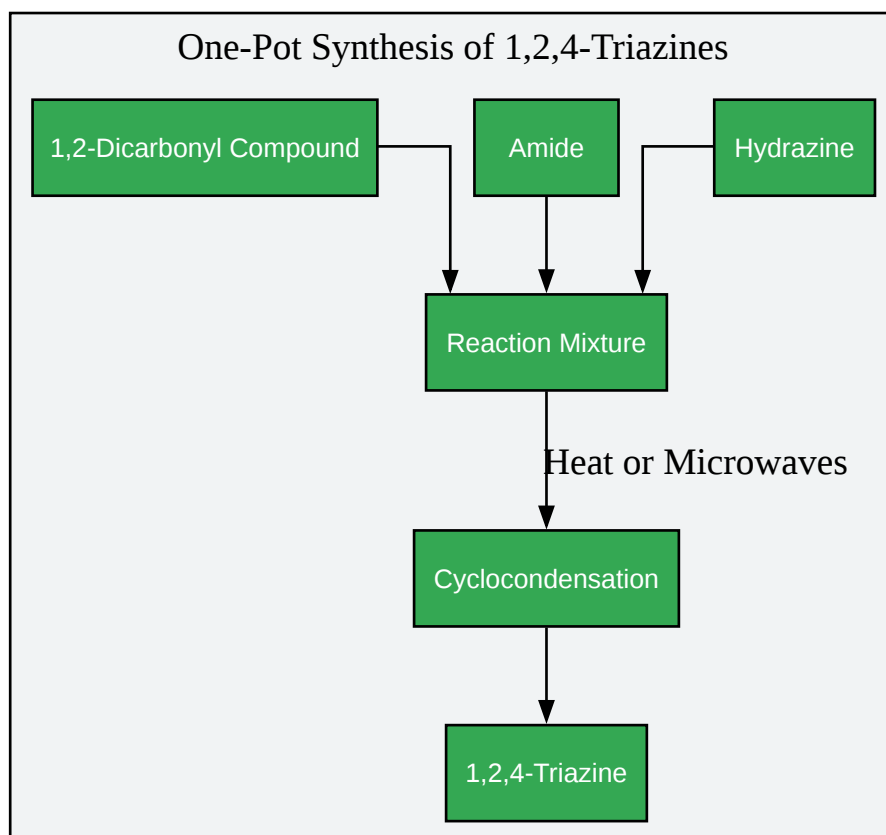 One-Pot Synthesis of 1,2,4-Triazines
1,2-Dicarbonyl Compound
Amide
Hydrazine
Reaction Mixture
Heat or Microwaves
Cyclocondensation
1,2,4-Triazine